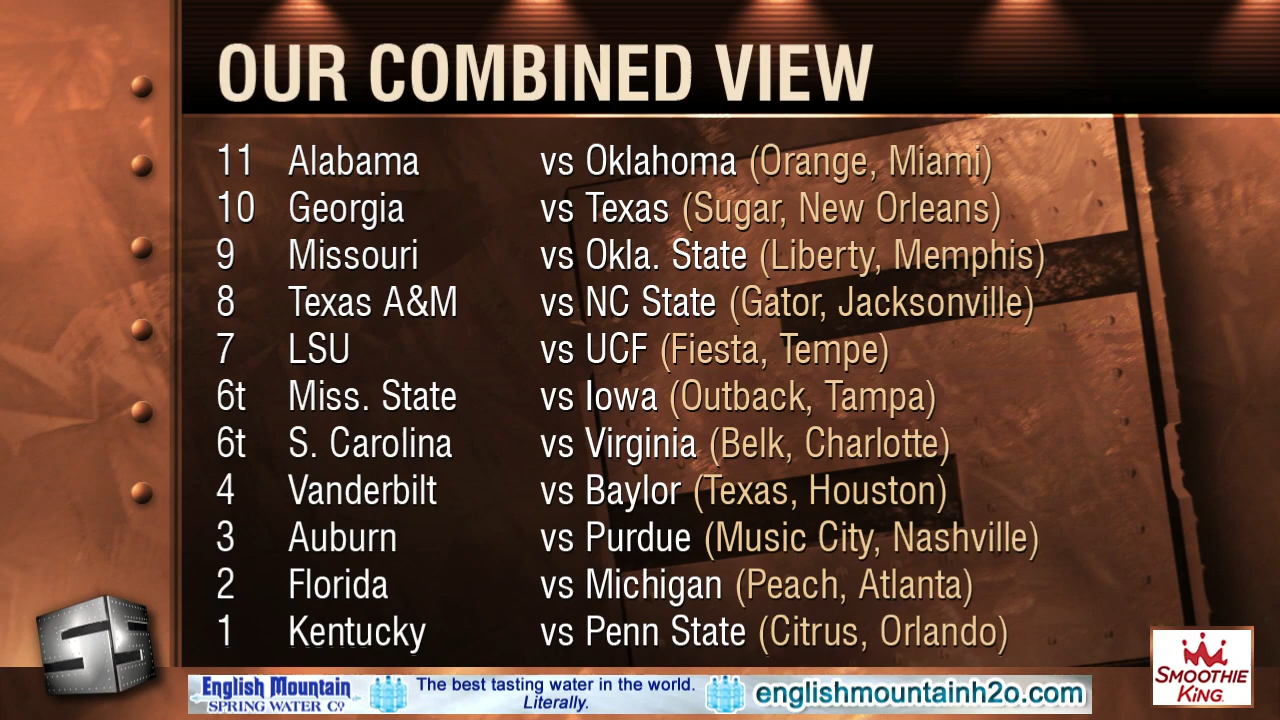 OUR COMBINED VIEW
11 Alabama vs Oklahoma (Orange, Miami)
10 Georgia vs Texas (Sugar, New Orleans)
9 Missouri vs Okla. State (Liberty, Memphis)
8 Texas A&M vs NC State (Gator, Jacksonville)
7 LSU vs UCF (Fiesta, Tempe)
6t Miss. State vs Iowa (Outback, Tampa)
6t S. Carolina vs Virginia (Belk, Charlotte)
4 Vanderbilt vs Baylor (Texas, Houston)
3 Auburn vs Purdue (Music City, Nashville)
2 Florida vs Michigan (Peach, Atlanta)
1 Kentucky vs Penn State (Citrus, Orlando)
SS
English Mountain
SPRING WATER Co
The best tasting water in the world.
Literally.
englishmountainh2o.com
SMOOTHIE
KING